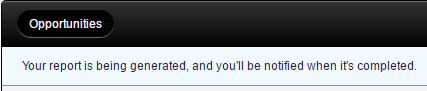 Opportunities
Your report is being generated, and you'll be notified when it's completed.